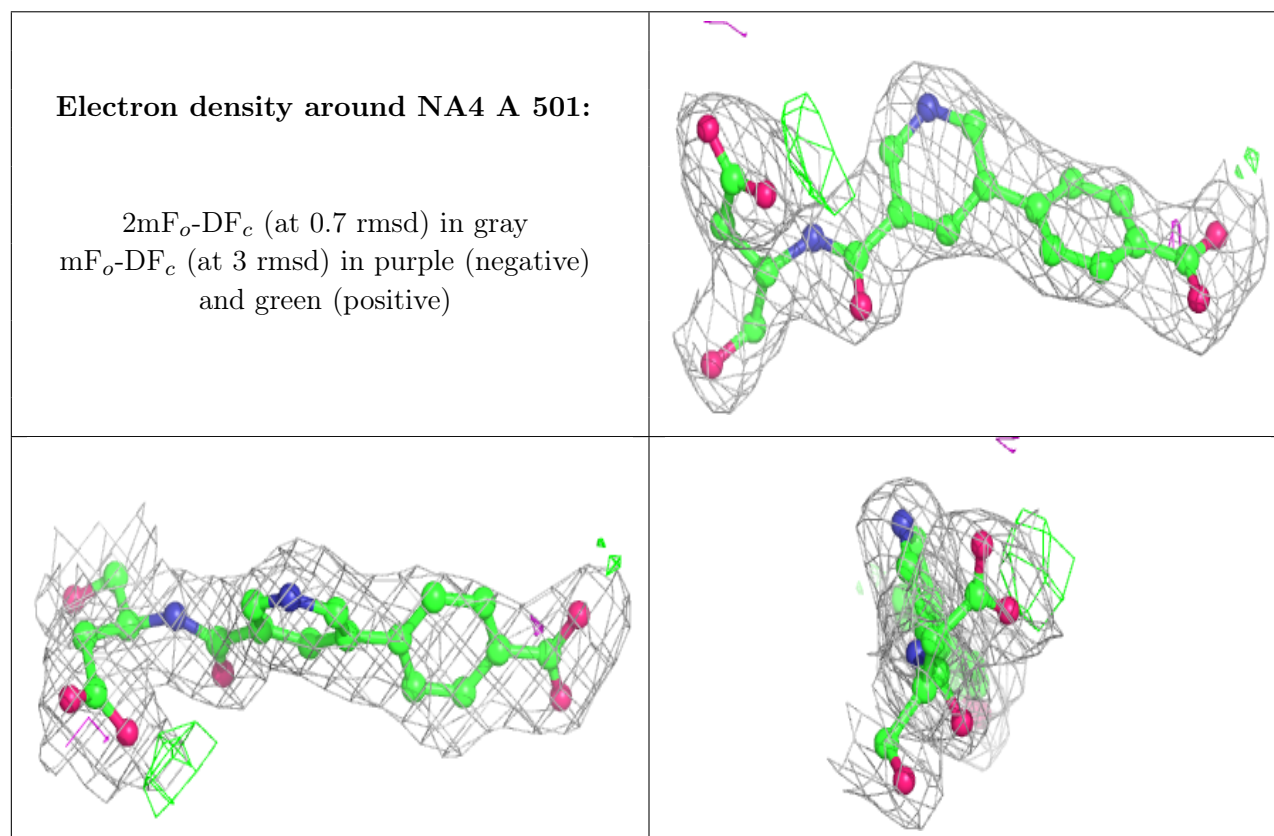 Electron density around NA4 A 501:
2mFo-DFc (at 0.7 rmsd) in gray
mFo-DFc (at 3 rmsd) in purple (negative)
and green (positive)